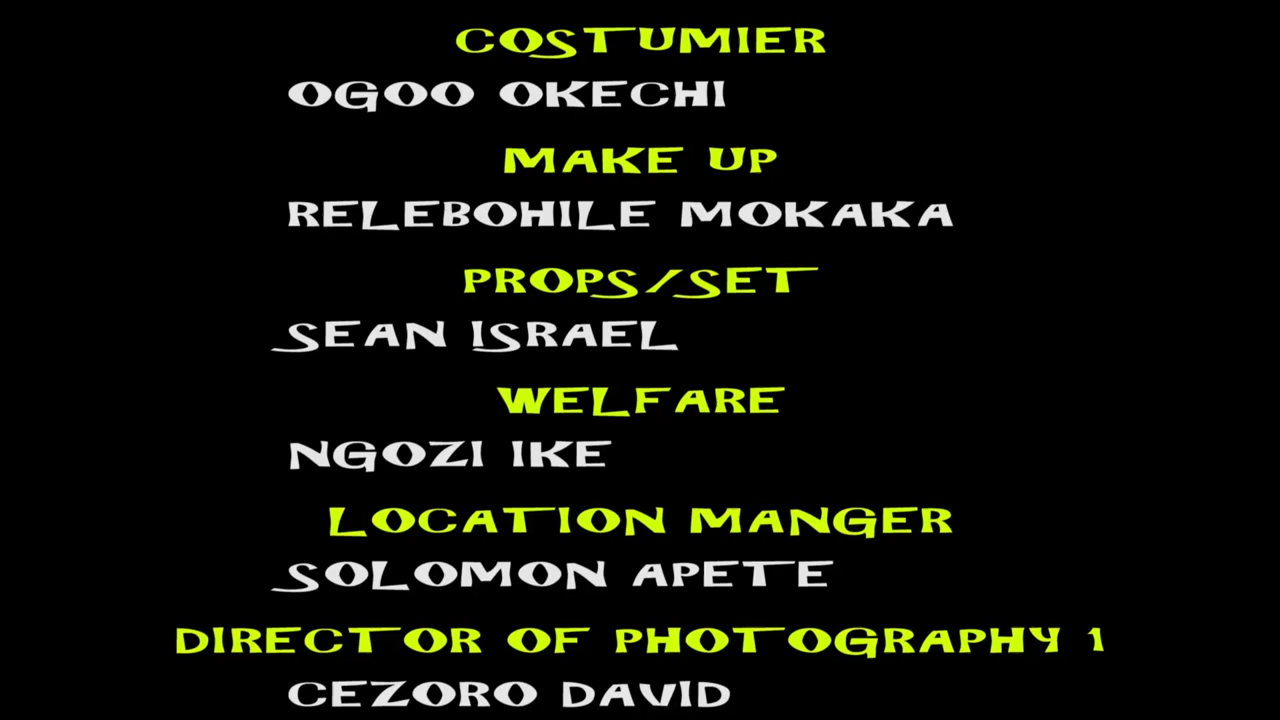 COSTUMIER
OGOO OKECHI
MAKE UP
RELEBOHILE MOKAKA
PROPS/SET
SEAN ISRAEL
WELFARE
NGOZI IKE
LOCATION MANGER
SOLOMON APETE
DIRECTOR OF PHOTOGRAPHY 1
CEZORO DAVID